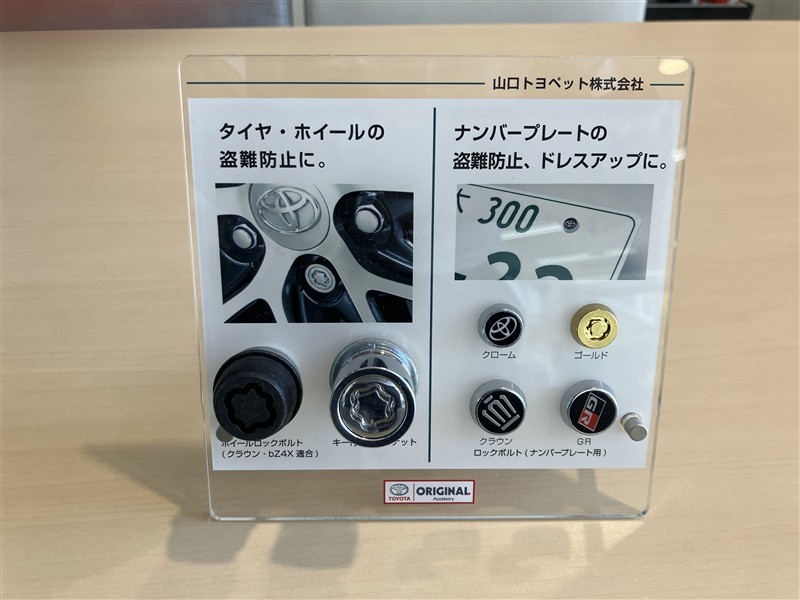 山口トヨペット株式会社
タイヤ・ホイールの
盗難防止に。
ナンバープレートの
盗難防止、ドレスアップに。
300
クローム
ゴールド
GR
ホイールロックボルト
(クラウン・bZ4X 適合)
クラウン
GR
ロックボルト(ナンバープレート用)
TOYOTA
ORIGINAL
Accessory